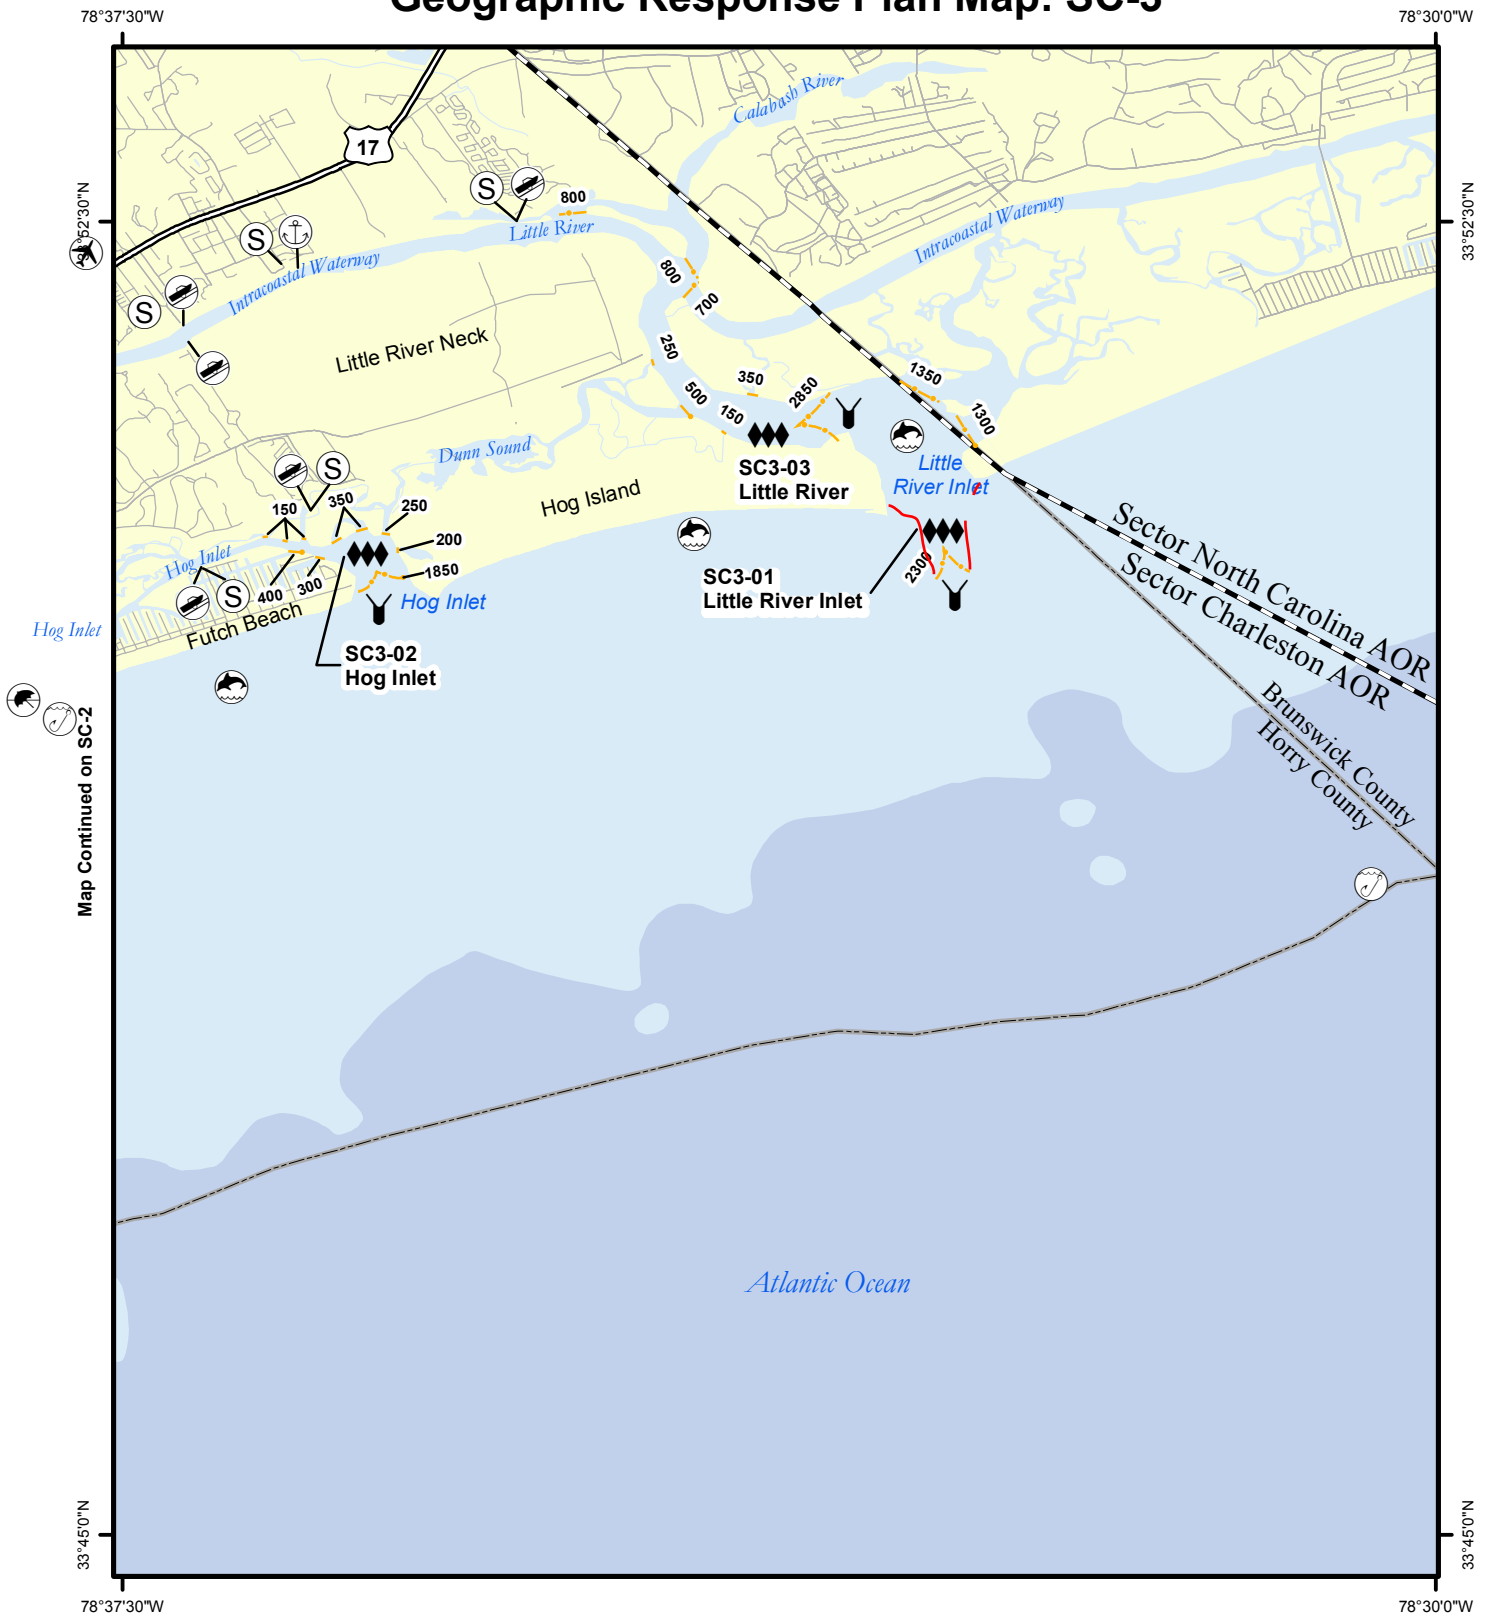 Geographic Response Plan Map: SC-3
78°37'30"W
78°30'0"W
33°52'30"N
33°52'30"N
17
Calabash River
S
800
Little River
Intracoastal Waterway
S
Intracoastal Waterway
S
800
700
Little River Neck
250
500
150
350
2850
1350
1300
SC3-03
Little River
Little
River Inlet
Dunn Sound
Hog Island
S
150
350
250
200
1850
Hog Inlet
400
300
S
Futch Beach
Hog Inlet
Hog Inlet
SC3-02
Hog Inlet
SC3-01
Little River Inlet
2300
Sector North Carolina AOR
Sector Charleston AOR
Brunswick County
Horry County
Map Continued on SC-2
Atlantic Ocean
33°45'0"N
33°45'0"N
78°37'30"W
78°30'0"W